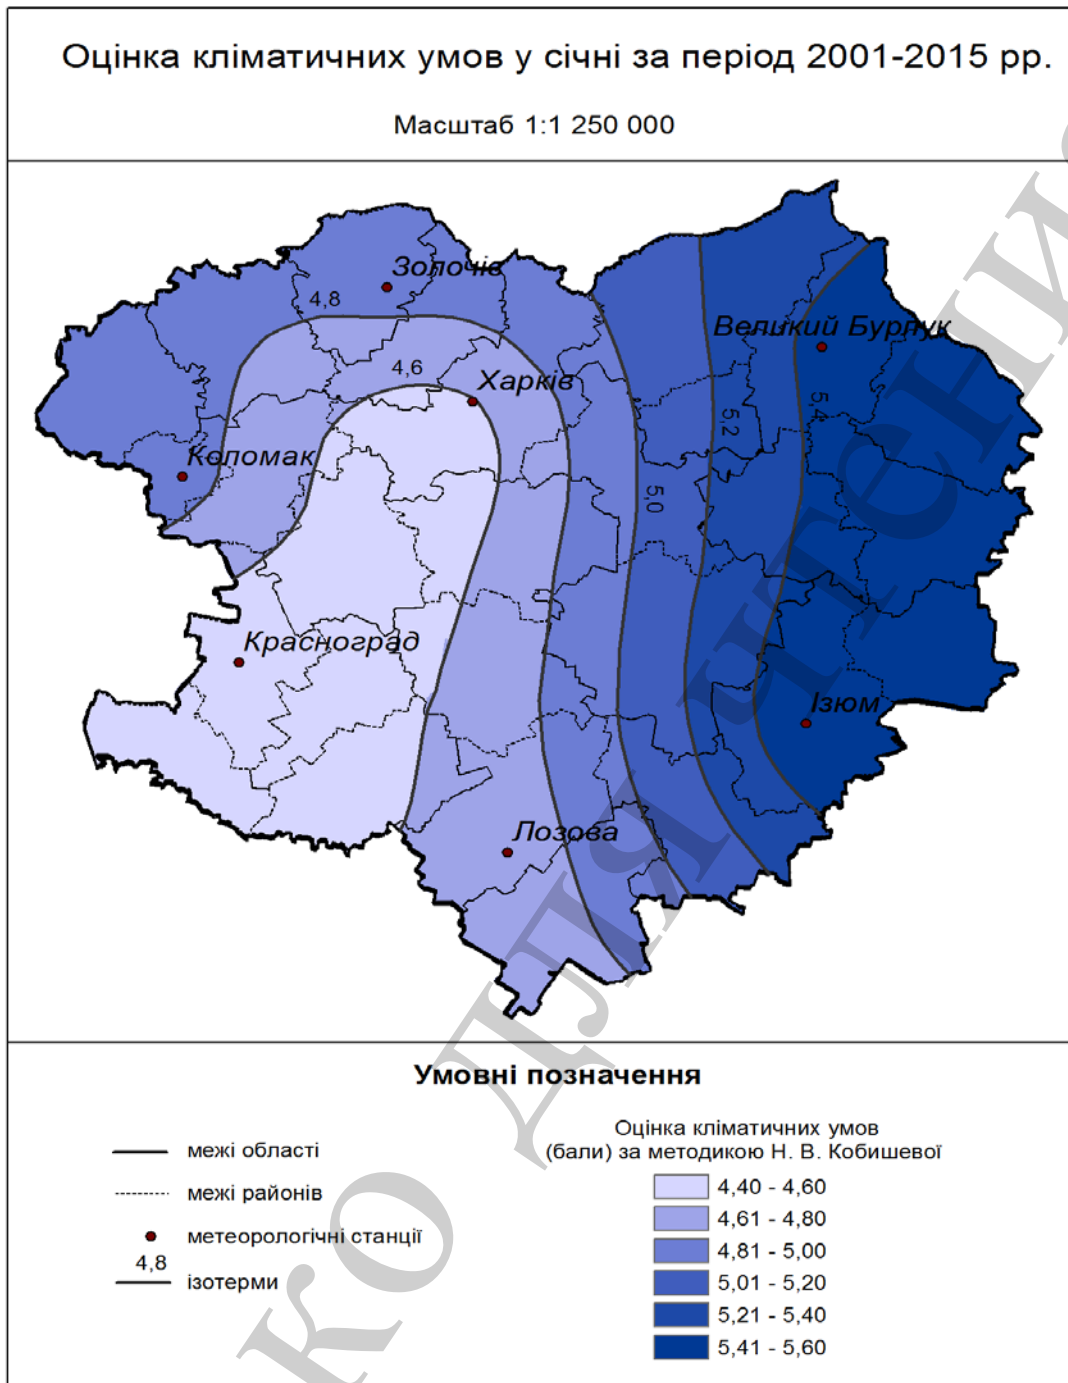 Оцінка кліматичних умов у січні за період 2001-2015 рр.
Масштаб 1:1 250 000
Золочів
4,8
Великий Бурлук
4,6
Харків
5,4
5,2
Коломак
5,0
Красноград
Ізюм
Лозова
Умовні позначення
межі області
межі районів
метеорологічні станції
4,8
ізотерми
Оцінка кліматичних умов
(бали) за методикою Н. В. Кобишевої
4,40 - 4,60
4,61 - 4,80
4,81 - 5,00
5,01 - 5,20
5,21 - 5,40
5,41 - 5,60
КО ДЛЯ ЧТЕНИ